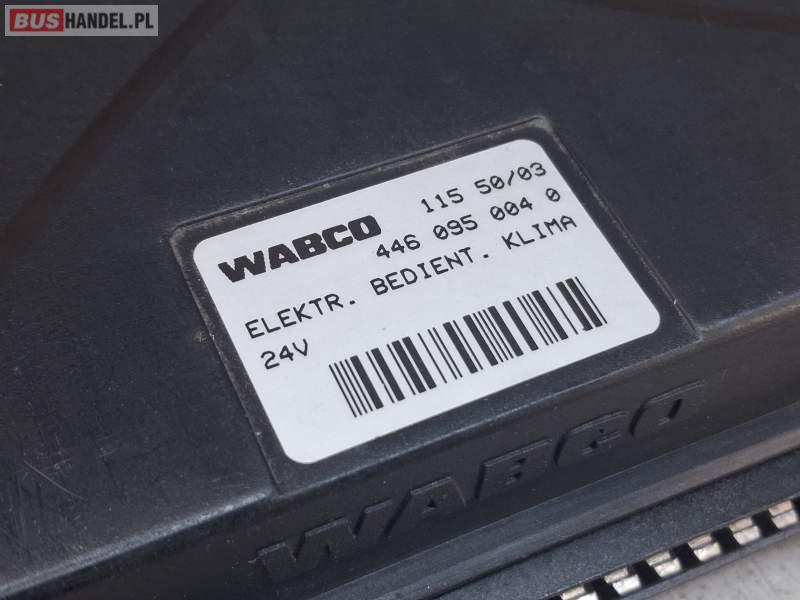 BUSHANDEL.PL
WABCO 115 50/03
446 095 004 0
ELEKTR. BEDIENT. KLIMA
24V
WABCO